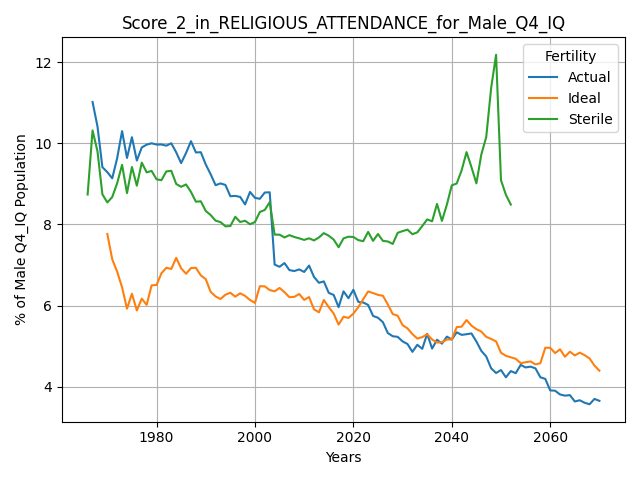 Score_2_in_RELIGIOUS_ATTENDANCE_for_Male_Q4_IQ
% of Male Q4_IQ Population
12
10
8
6
4
Fertility
Actual
Ideal
Sterile
1980 2000 2020 2040 2060
Years